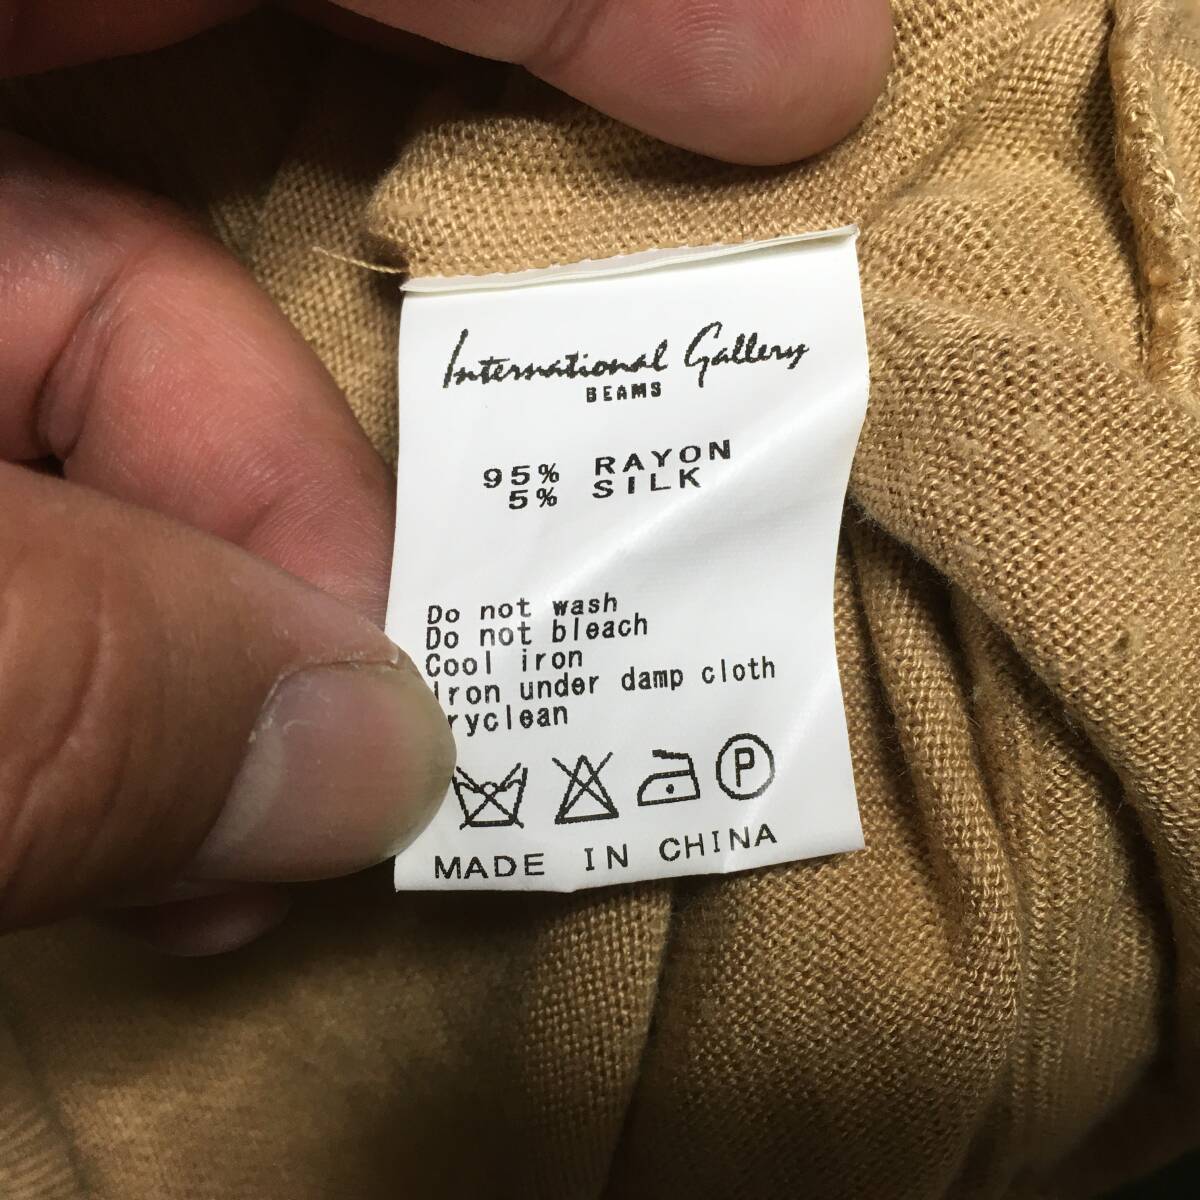 International Gallery
BEAMS
95% RAYON
5% SILK
Do not wash
Do not bleach
Cool iron
Iron under damp cloth
ryclean
P
MADE IN CHINA